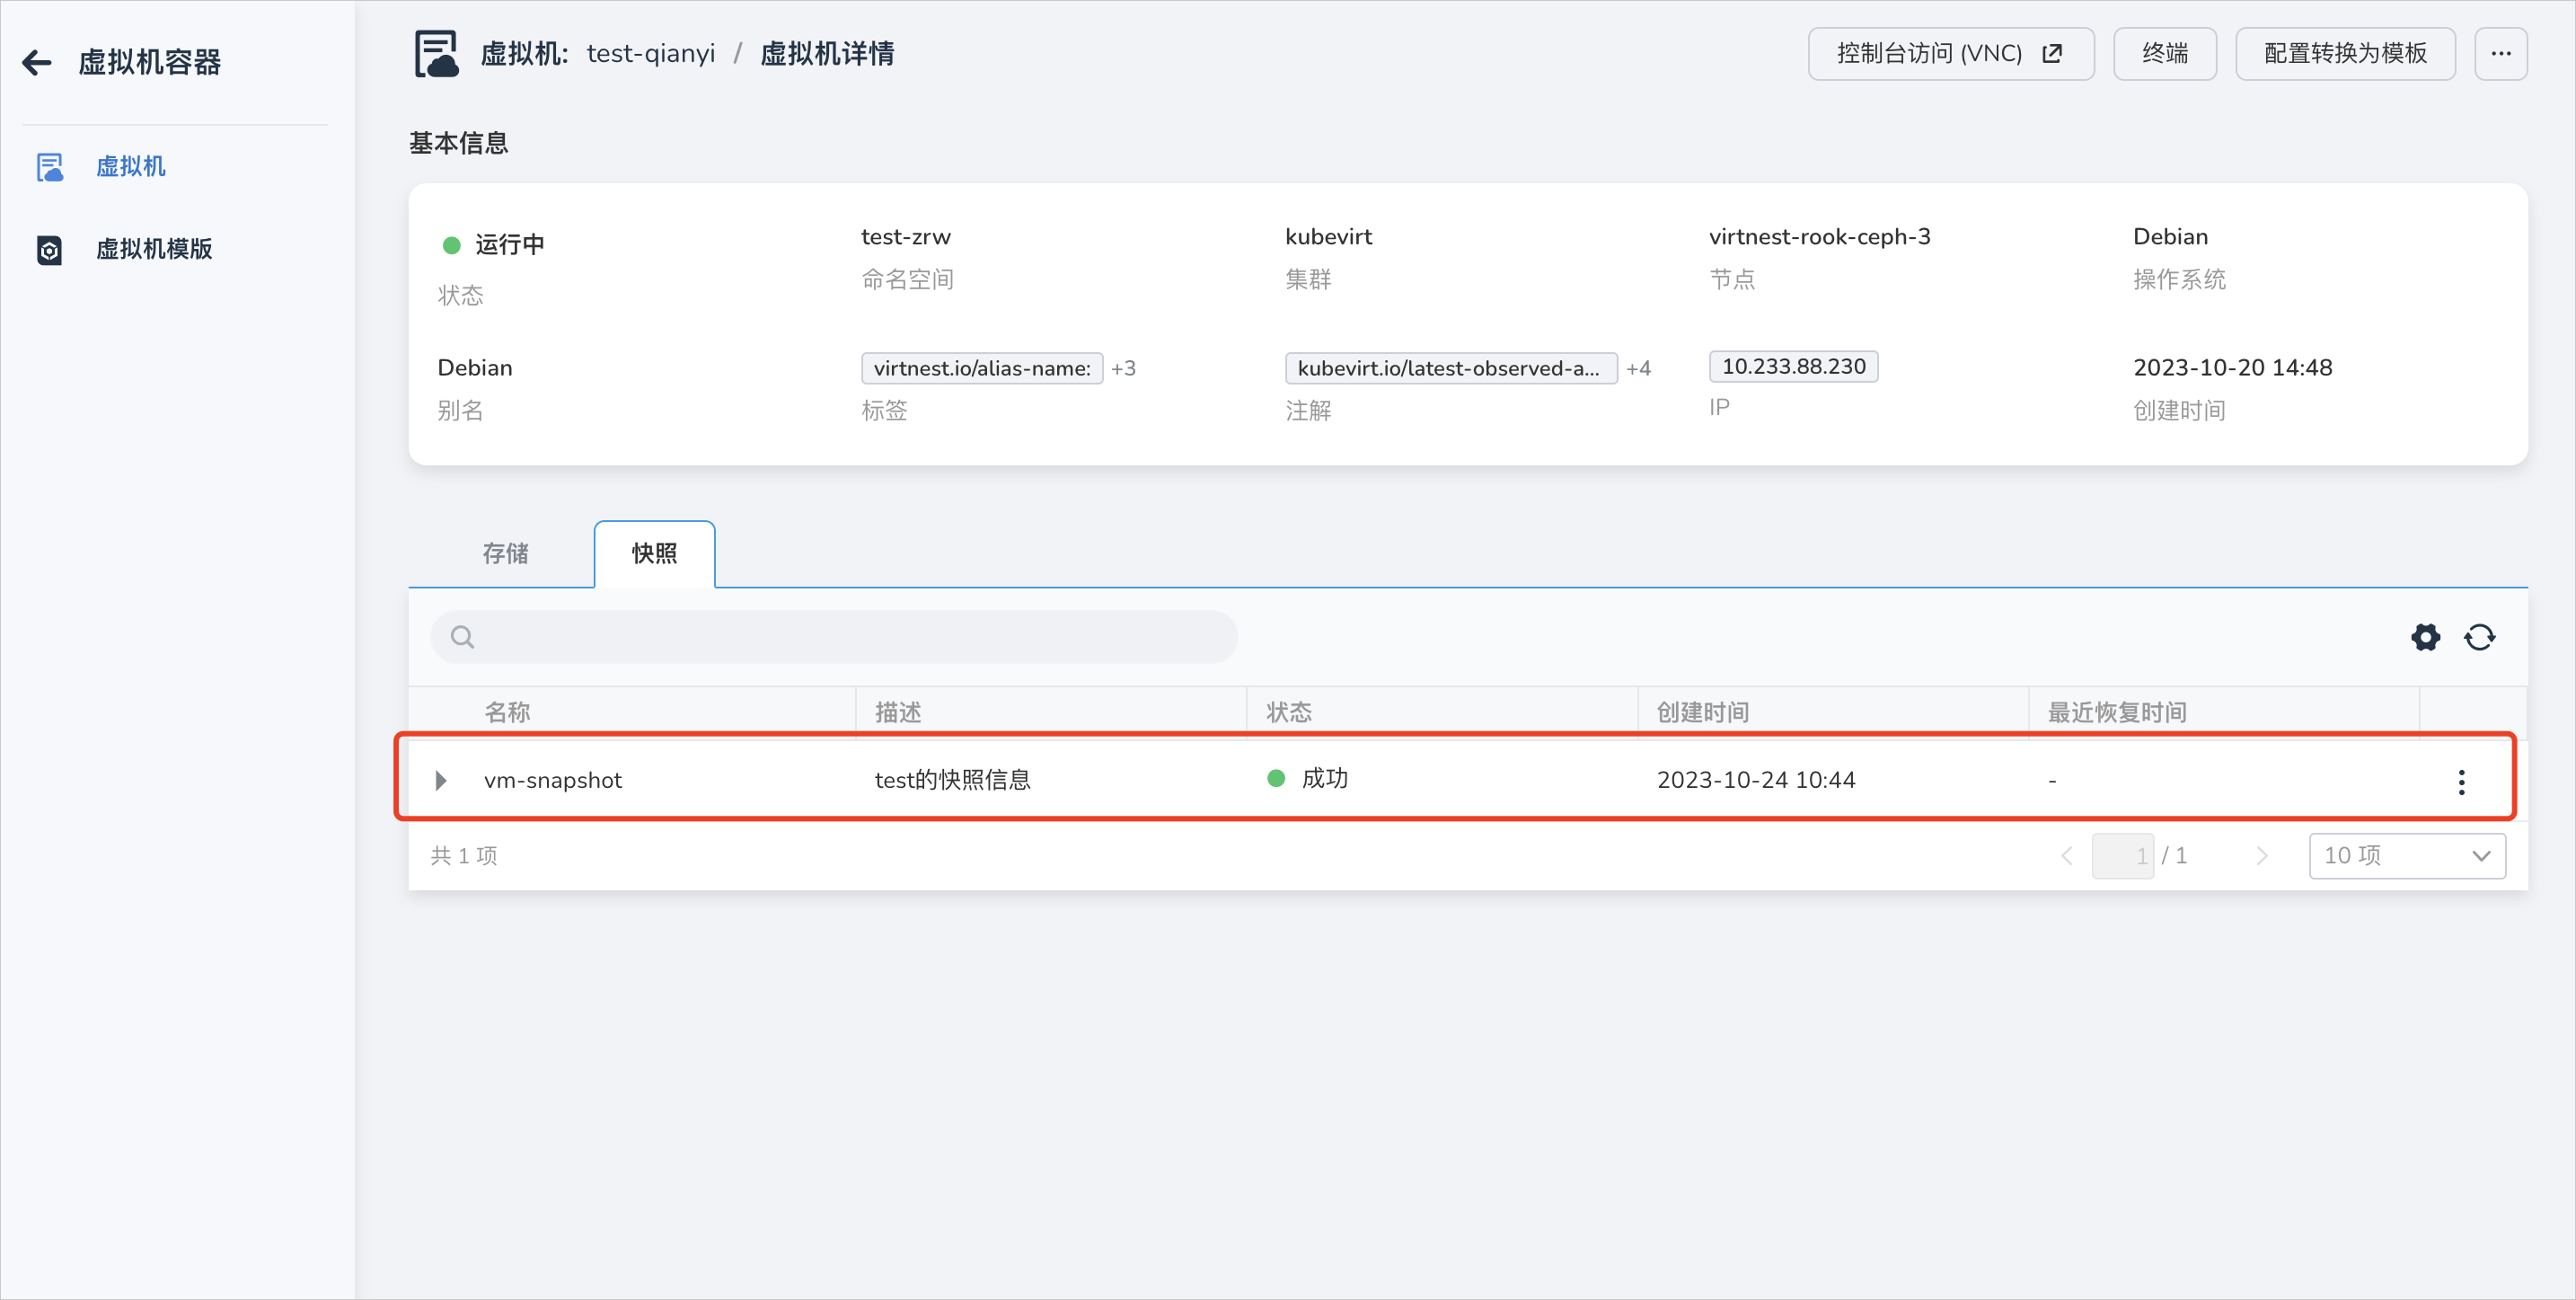 虚拟机容器
虚拟机
虚拟机模版
虚拟机: test-qianyi / 虚拟机详情
控制台访问 (VNC)
终端
配置转换为模板
...
基本信息
运行中
状态
test-zrw
命名空间
kubevirt
集群
virtnest-rook-ceph-3
节点
Debian
操作系统
Debian
别名
virtnest.io/alias-name: +3
标签
kubevirt.io/latest-observed-a... +4
注解
10.233.88.230
IP
2023-10-20 14:48
创建时间
存储
快照
名称 描述 状态 创建时间 最近恢复时间
vm-snapshot test的快照信息 成功 2023-10-24 10:44 -
共 1 项
1 / 1
10 项